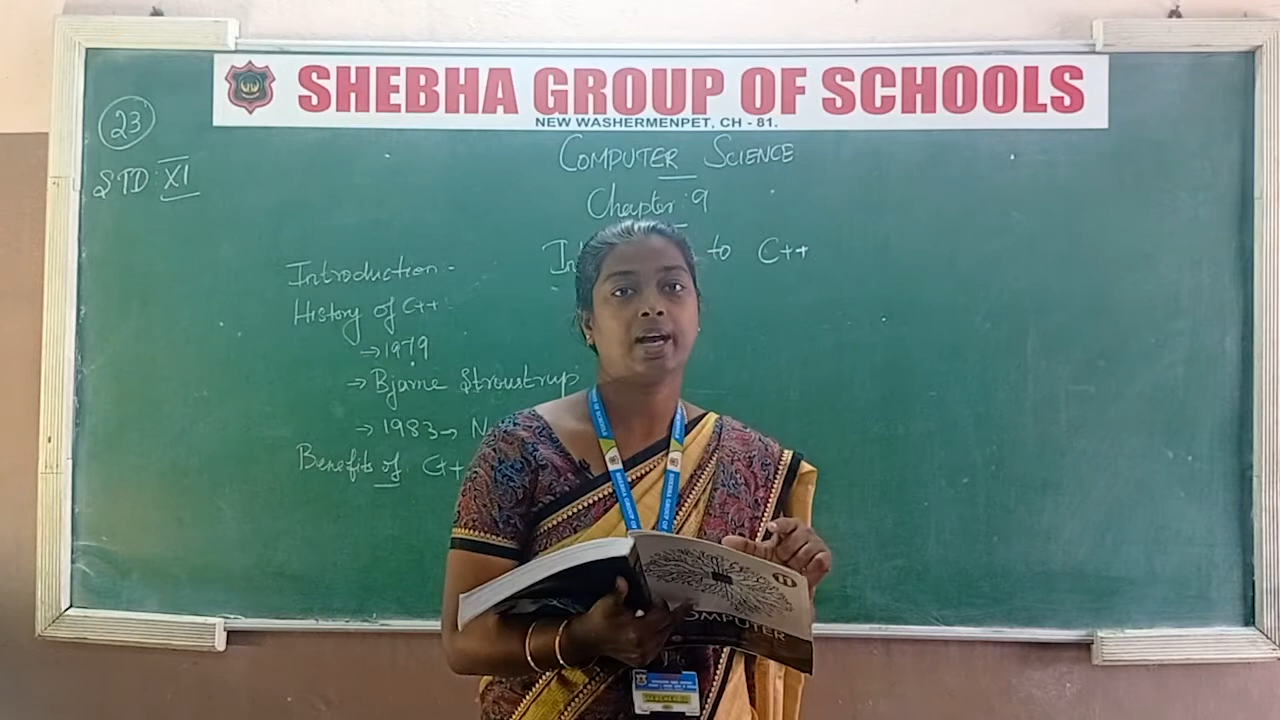 SHEBHA GROUP OF SCHOOLS
NEW WASHERMENPET, CH - 81.
23
STD: XI
COMPUTER SCIENCE
Chapter: 9
to C++
Introduction -
History of C++:
→ 1979
→ Bjarne Stroustrup
→ 1983 →
Benefits of C++
11
COMPUTER